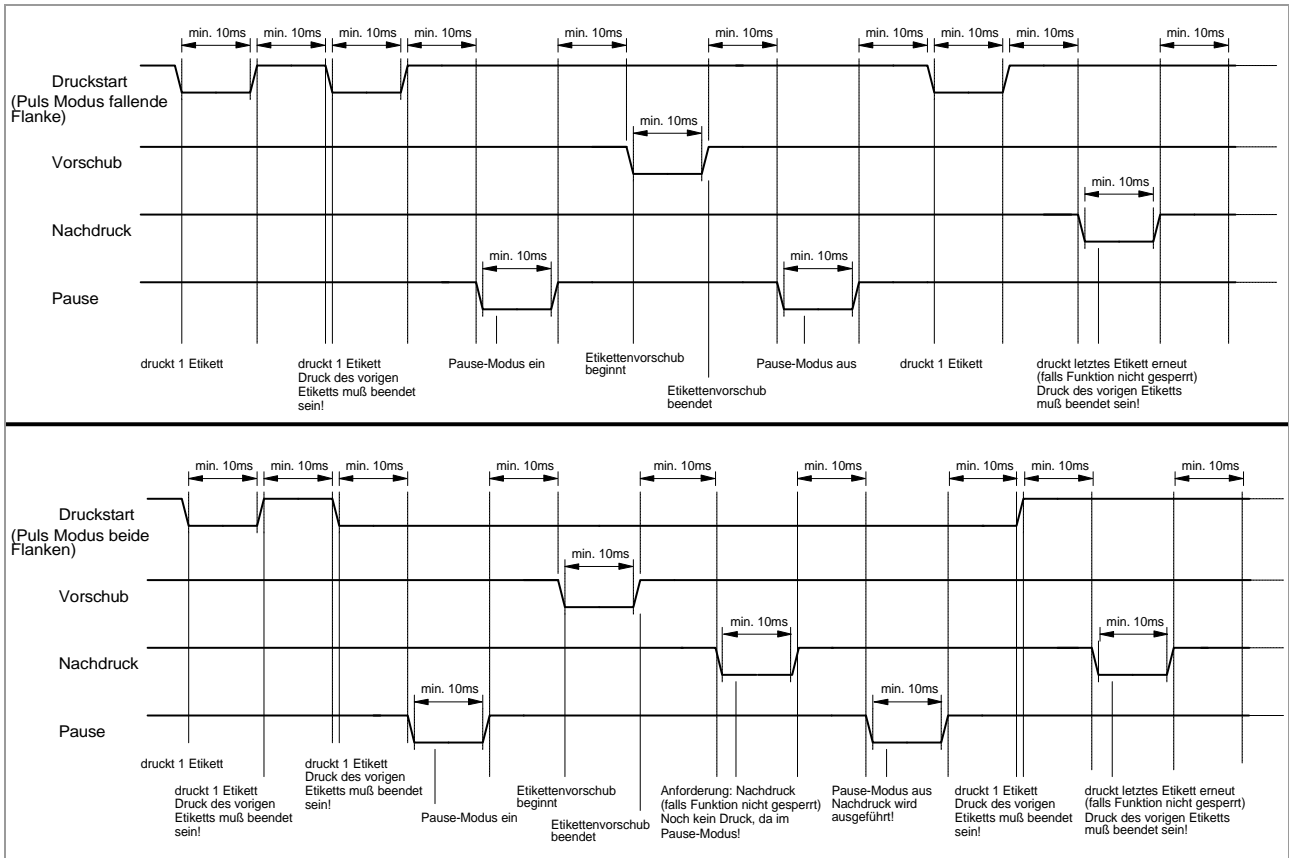 min. 10ms min. 10ms min. 10ms min. 10ms min. 10ms min. 10ms min. 10ms min. 10ms min. 10ms min. 10ms
Druckstart
(Puls Modus fallende
Flanke)
min. 10ms
Vorschub
min. 10ms
Nachdruck
min. 10ms min. 10ms
Pause
druckt 1 Etikett
druckt 1 Etikett
Druck des vorigen
Etiketts muß beendet
sein!
Pause-Modus ein
Etikettenvorschub
beginnt
Etikettenvorschub
beendet
Pause-Modus aus
druckt 1 Etikett
druckt letztes Etikett erneut
(falls Funktion nicht gesperrt)
Druck des vorigen Etiketts
muß beendet sein!
min. 10ms min. 10ms min. 10ms min. 10ms min. 10ms min. 10ms min. 10ms min. 10ms min. 10ms
Druckstart
(Puls Modus beide
Flanken)
min. 10ms
Vorschub
min. 10ms min. 10ms
Nachdruck
min. 10ms min. 10ms
Pause
druckt 1 Etikett
druckt 1 Etikett
Druck des vorigen
Etiketts muß beendet
sein!
druckt 1 Etikett
Druck des vorigen
Etiketts muß beendet
sein!
Pause-Modus ein
Etikettenvorschub
beginnt
Etikettenvorschub
beendet
Anforderung: Nachdruck
(falls Funktion nicht gesperrt)
Noch kein Druck, da im
Pause-Modus!
Pause-Modus aus
Nachdruck wird
ausgeführt!
druckt 1 Etikett
Druck des vorigen
Etiketts muß beendet
sein!
druckt letztes Etikett erneut
(falls Funktion nicht gesperrt)
Druck des vorigen Etiketts
muß beendet sein!